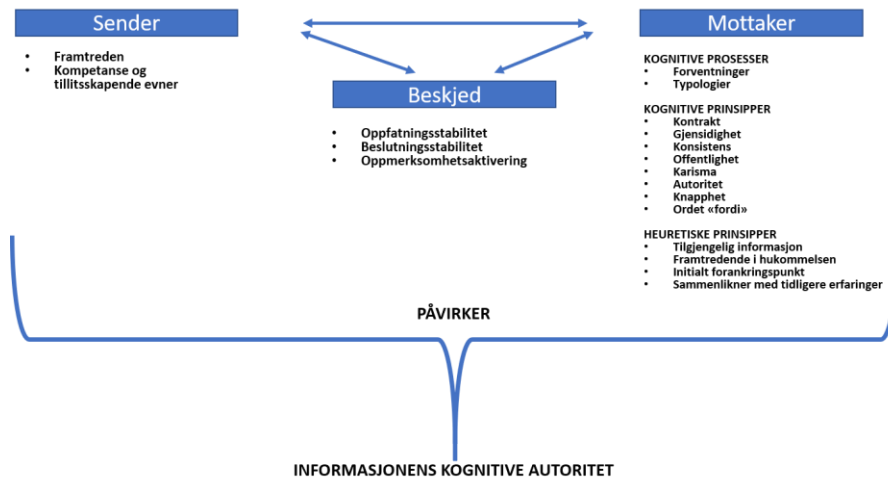 Sender
• Framtreden
• Kompetanse og
tillitsskapende evner
Beskjed
• Oppfatningsstabilitet
• Beslutningsstabilitet
• Oppmerksomhetsaktivering
Mottaker
KOGNITIVE PROSESSER
• Forventninger
• Typologier
KOGNITIVE PRINSIPPER
• Kontrakt
• Gjensidighet
• Konsistens
• Offentlighet
• Karisma
• Autoritet
• Knapphet
• Ordet «fordi»
HEURETISKE PRINSIPPER
• Tilgjengelig informasjon
• Framtredende i hukommelsen
• Initialt forankringspunkt
• Sammenlikner med tidligere erfaringer
PÅVIRKER
INFORMASJONENS KOGNITIVE AUTORITET